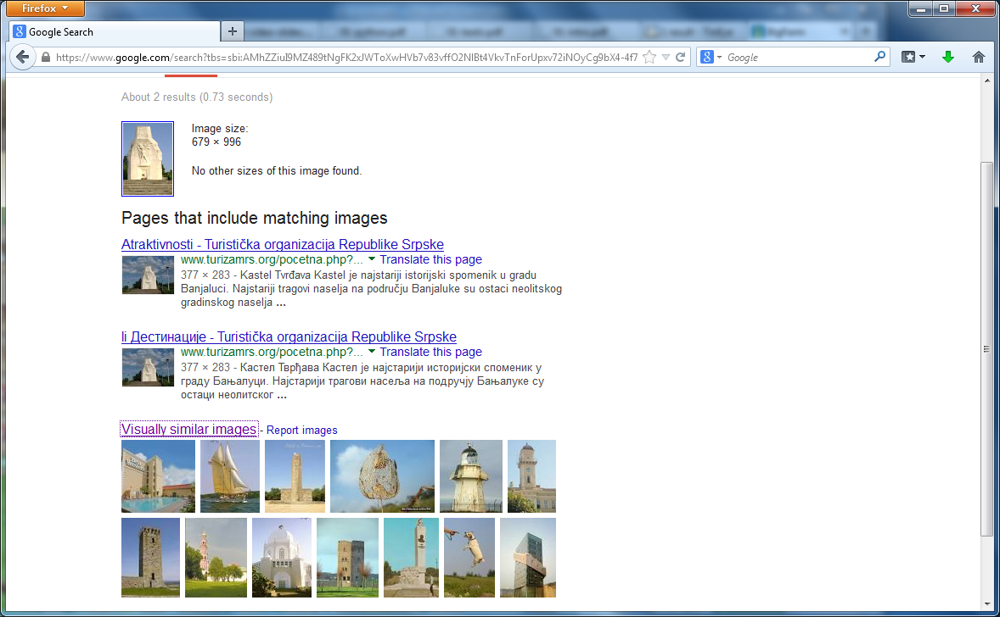 Firefox
Google Search
https://www.google.com/search?tbs=sbi:AMhZZiuI9MZ489tNgFK2xJWToXwHVb7v83vffO2NIBt4VkvTnForUpxv72iNOyCg9bX4-4f7
Google
About 2 results (0.73 seconds)
Image size:
679 × 996
No other sizes of this image found.
Pages that include matching images
Atraktivnosti - Turistička organizacija Republike Srpske
www.turizamrs.org/pocetna.php?... Translate this page
377 × 283 - Kastel Tvrđava Kastel je najstariji istorijski spomenik u gradu
Banjaluci. Najstariji tragovi naselja na području Banjaluke su ostaci neolitskog
gradinskog naselja ...
li Дестинације - Turistička organizacija Republike Srpske
www.turizamrs.org/pocetna.php?... Translate this page
377 × 283 - Кастел Тврђава Кастел је најстарији историјски споменик у
граду Бањалуци. Најстарији трагови насеља на подручју Бањалуке су
остаци неолитског ...
Visually similar images - Report images